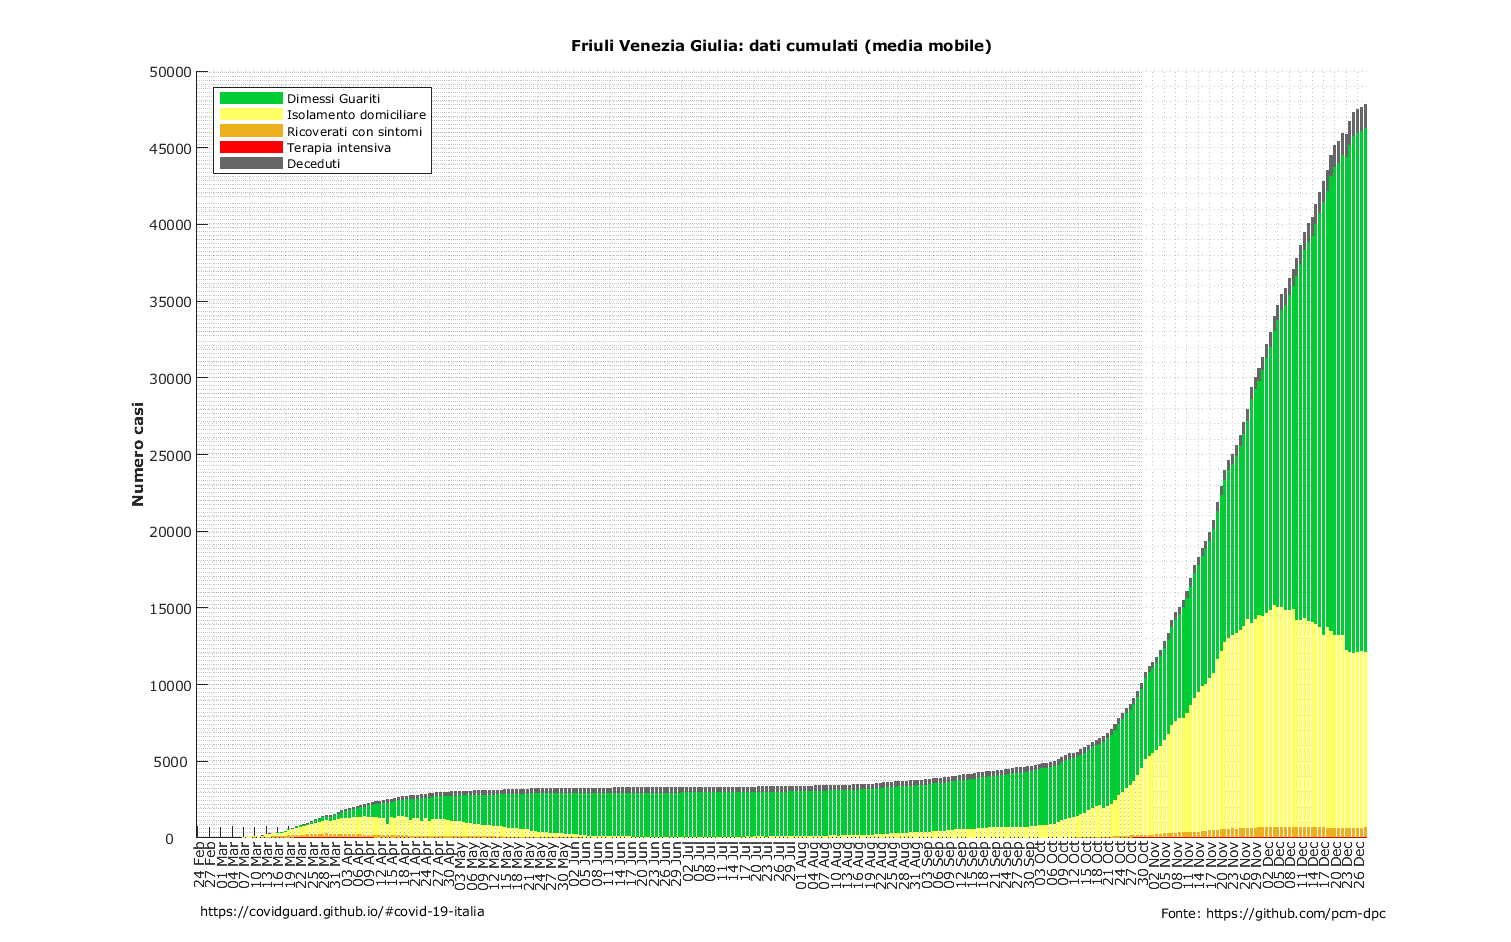 Friuli Venezia Giulia: dati cumulati (media mobile)
50000
45000
40000
35000
30000
25000
20000
15000
10000
5000
0
Numero casi
Dimessi Guariti
Isolamento domiciliare
Ricoverati con sintomi
Terapia intensiva
Deceduti
24 Feb
27 Feb
01 Mar
04 Mar
07 Mar
10 Mar
13 Mar
16 Mar
19 Mar
22 Mar
25 Mar
28 Mar
31 Mar
03 Apr
06 Apr
09 Apr
12 Apr
15 Apr
18 Apr
21 Apr
24 Apr
27 Apr
30 Apr
03 May
06 May
09 May
12 May
15 May
18 May
21 May
24 May
27 May
30 May
02 Jun
05 Jun
08 Jun
11 Jun
14 Jun
17 Jun
20 Jun
23 Jun
26 Jun
29 Jun
02 Jul
05 Jul
08 Jul
11 Jul
14 Jul
17 Jul
20 Jul
23 Jul
26 Jul
29 Jul
01 Aug
04 Aug
07 Aug
10 Aug
13 Aug
16 Aug
19 Aug
22 Aug
25 Aug
28 Aug
31 Aug
03 Sep
06 Sep
09 Sep
12 Sep
15 Sep
18 Sep
21 Sep
24 Sep
27 Sep
30 Sep
03 Oct
06 Oct
09 Oct
12 Oct
15 Oct
18 Oct
21 Oct
24 Oct
27 Oct
30 Oct
02 Nov
05 Nov
08 Nov
11 Nov
14 Nov
17 Nov
20 Nov
23 Nov
26 Nov
29 Nov
02 Dec
05 Dec
08 Dec
11 Dec
14 Dec
17 Dec
20 Dec
23 Dec
26 Dec
https://covidguard.github.io/#covid-19-italia
Fonte: https://github.com/pcm-dpc